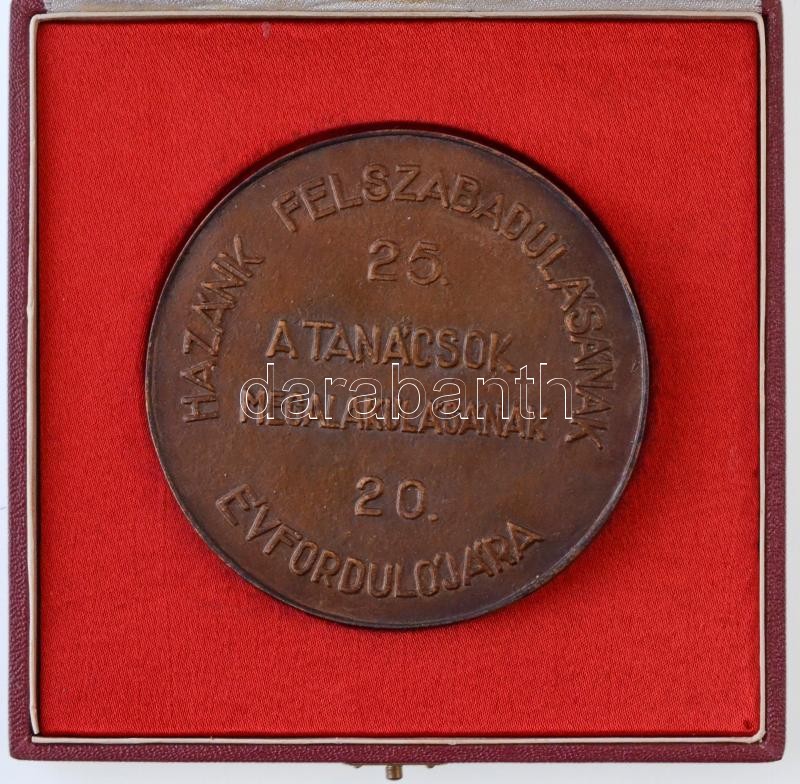 HAZÁNK FELSZABADULÁSÁNAK
25.
A TANÁCSOK
MEGALAKULÁSÁNAK
20.
ÉVFORDULÓJÁRA
darabanth